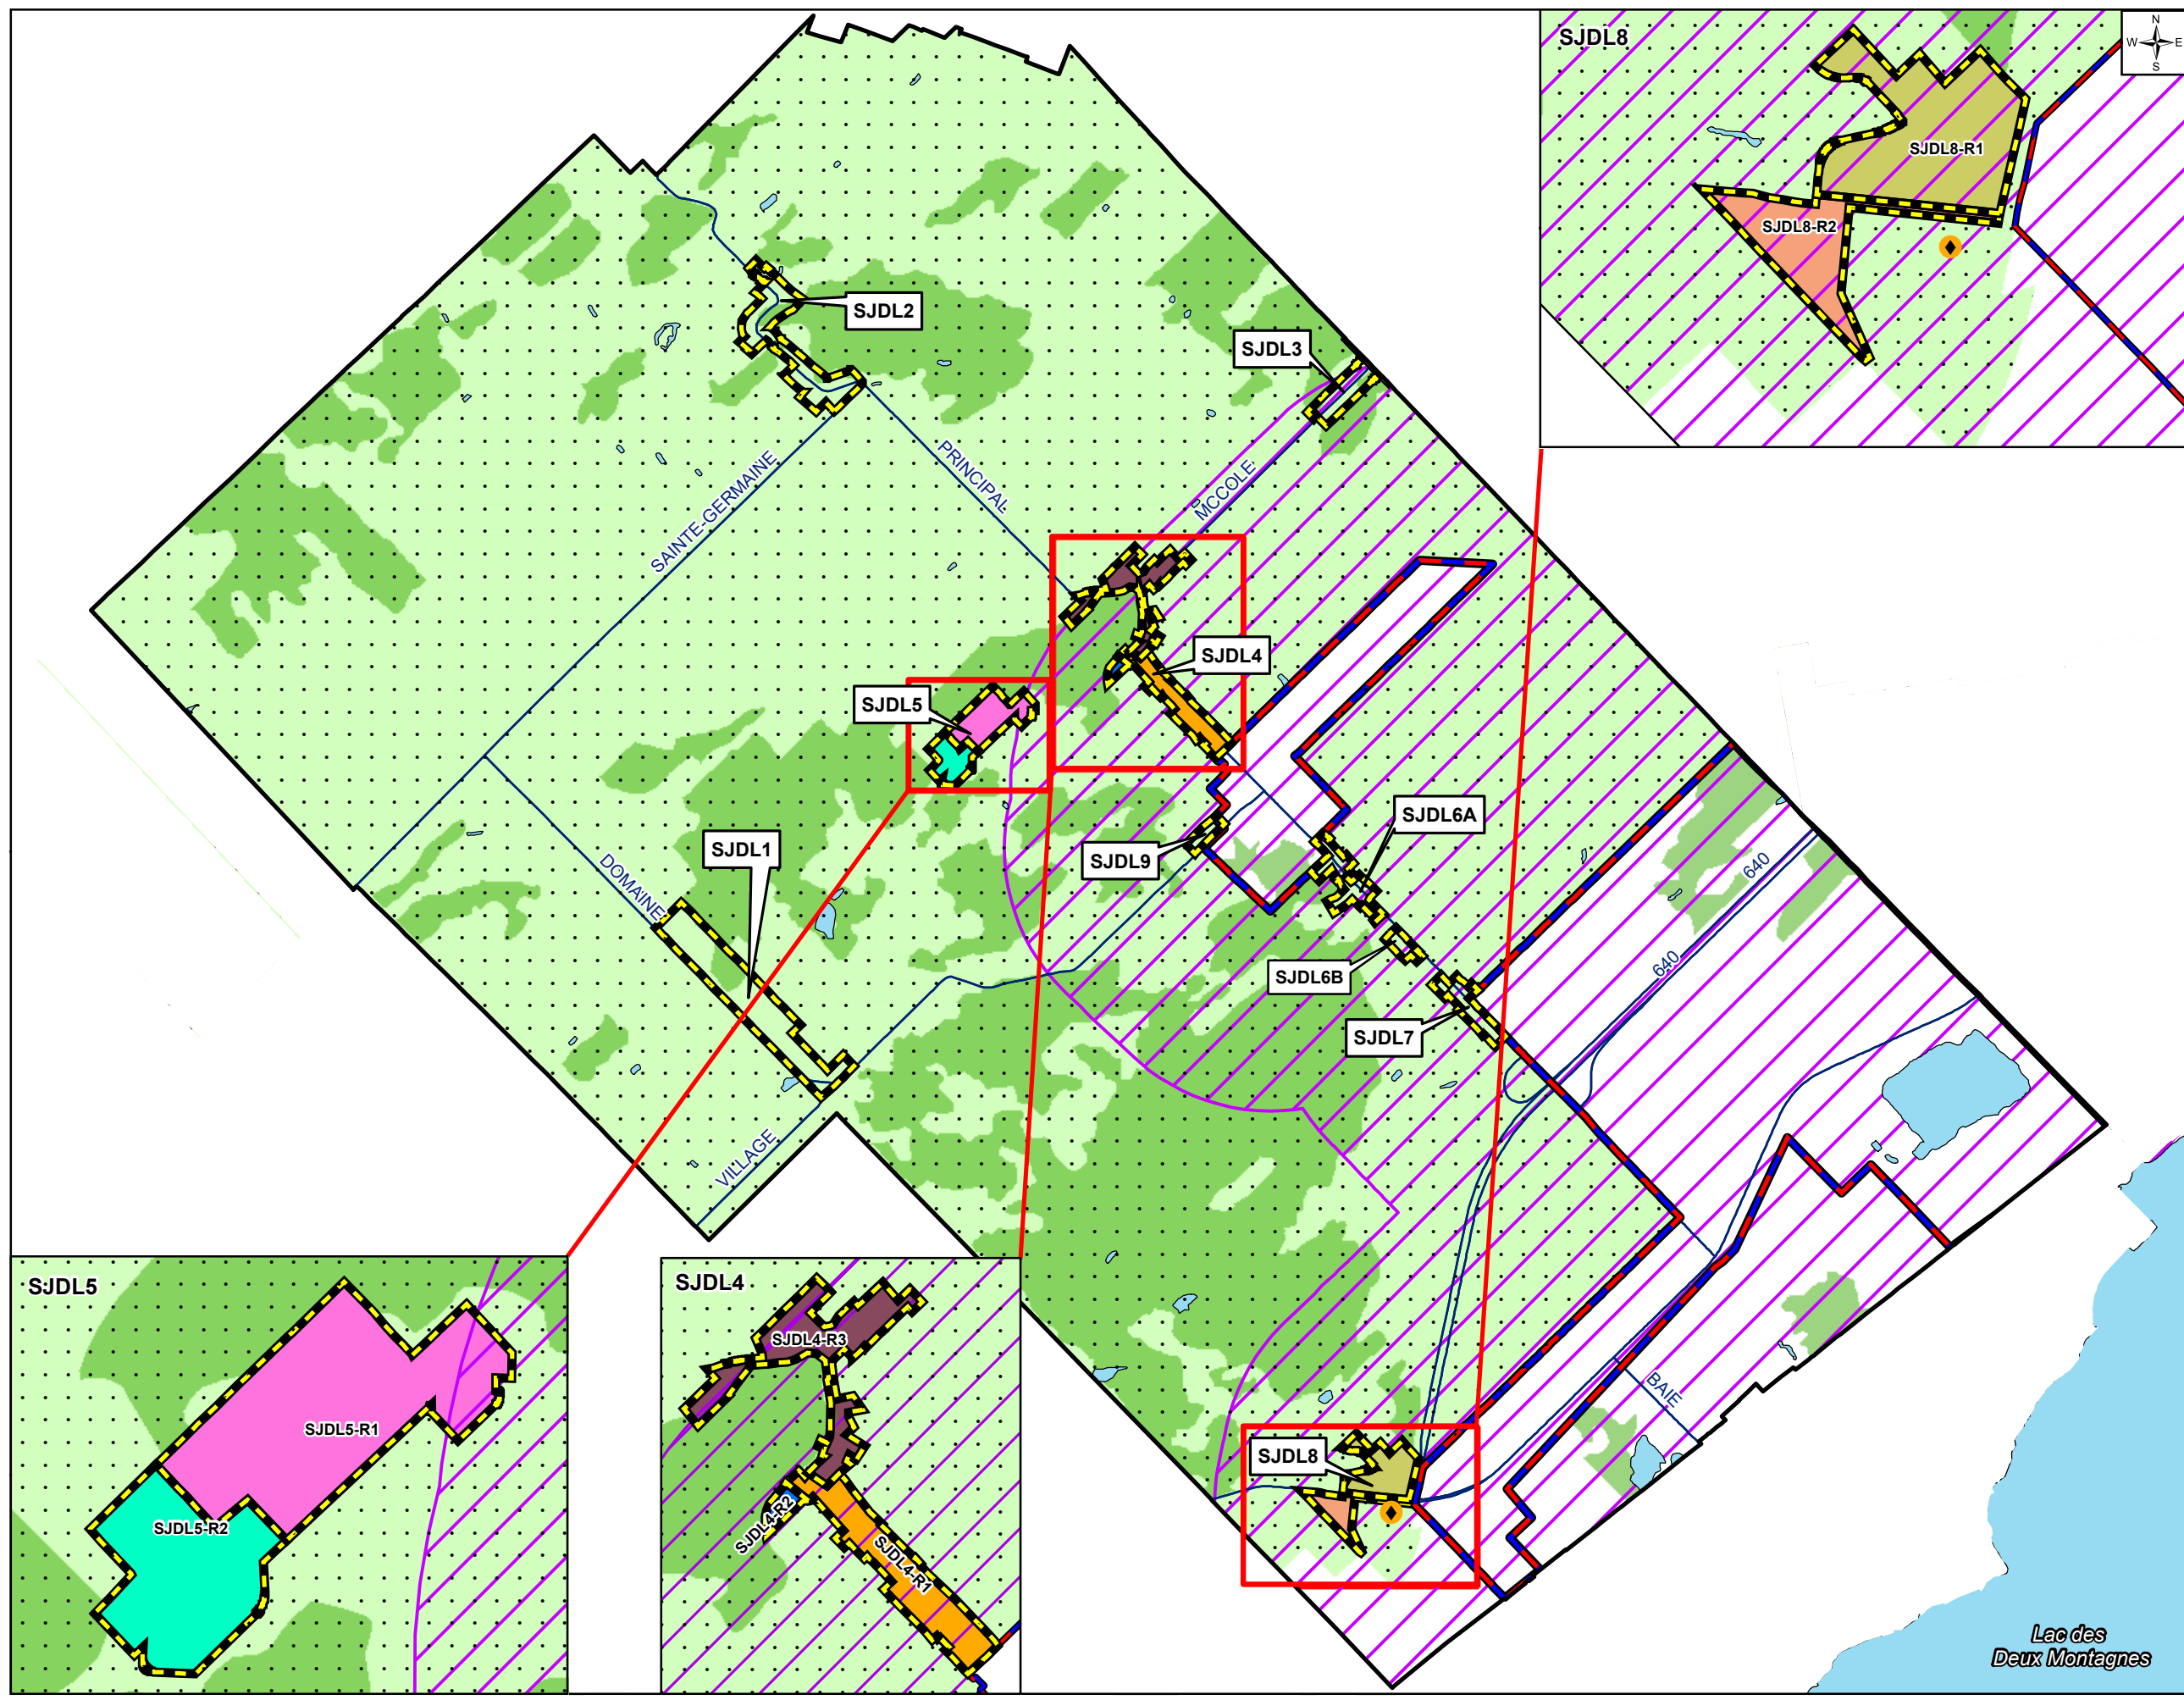 SJDL8
N
W E
S
SJDL8-R1
SJDL8-R2
SJDL2
SJDL3
PRINCIPAL
MCCOLE
SAINTE-GERMAINE
SJDL4
SJDL5
SJDL6A
SJDL1
SJDL9
640
DOMAINE
640
SJDL6B
SJDL7
VILLAGE
SJDL5
SJDL5-R1
SJDL5-R2
SJDL4
SJDL4-R3
SJDL4-R2
SJDL4-R1
BAIE
SJDL8
Lac des
Deux Montagnes